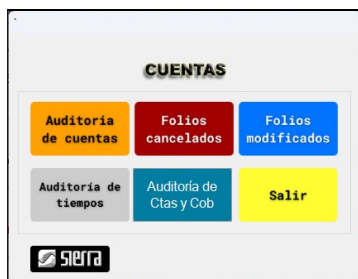 CUENTAS
Auditoria
de cuentas
Folios
cancelados
Folios
modificados
Auditoría de
tiempos
Auditoría de
Ctas y Cob
Salir
sierra